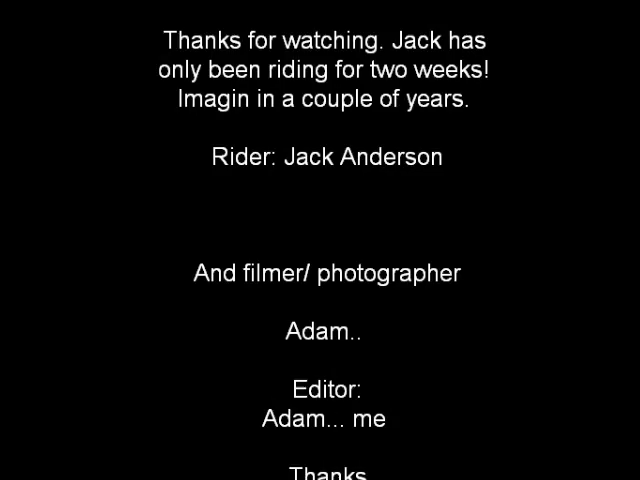 Thanks for watching. Jack has
only been riding for two weeks!
Imagin in a couple of years.
Rider: Jack Anderson
And filmer/ photographer
Adam..
Editor:
Adam... me
Thanks